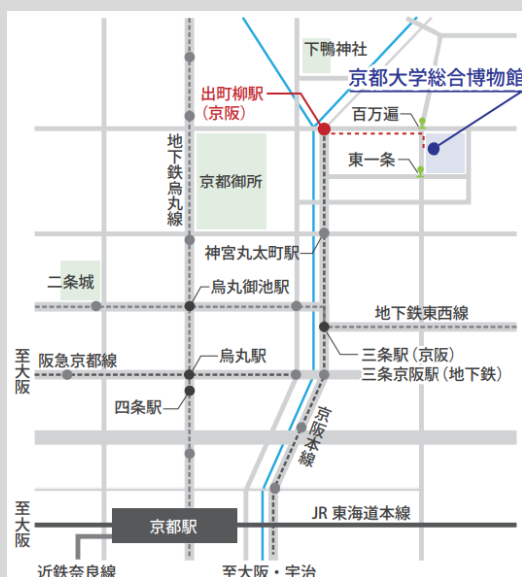 下鴨神社
京都大学総合博物館
出町柳駅
(京阪)
百万遍
東一条
地下鉄烏丸線
京都御所
神宮丸太町駅
二条城
烏丸御池駅
地下鉄東西線
至大阪
阪急京都線
烏丸駅
三条駅(京阪)
三条京阪駅(地下鉄)
四条駅
京阪本線
至大阪
JR 東海道本線
京都駅
近鉄奈良線
至大阪・宇治